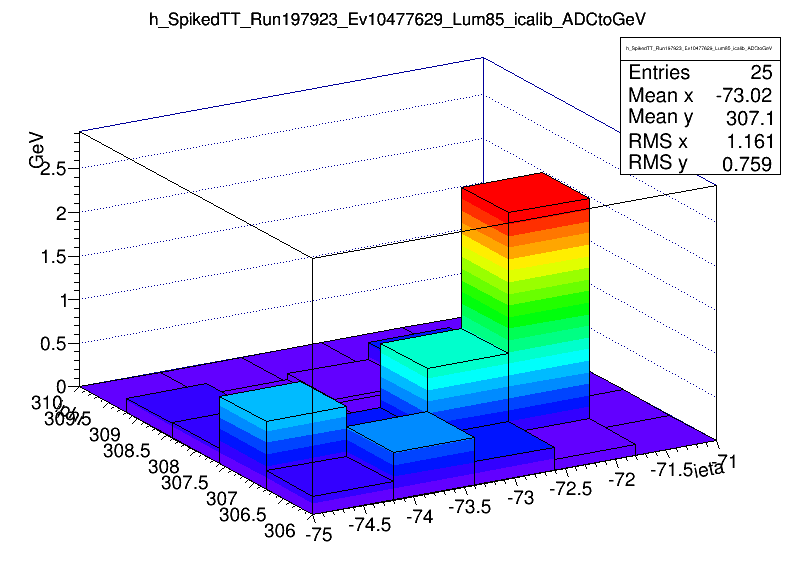 h_SpikedTT_Run197923_Ev10477629_Lum85_icalib_ADCtoGeV
h_SpikedTT_Run197923_Ev10477629_Lum85_icalib_ADCtoGeV
Entries 25
Mean x -73.02
Mean y 307.1
RMS x 1.161
RMS y 0.759
GeV
2.5
2
1.5
1
0.5
0
310
309.5
309
308.5
308
307.5
307
306.5
306
-75
-74.5
-74
-73.5
-73
-72.5
-72
-71.5
-71
ieta